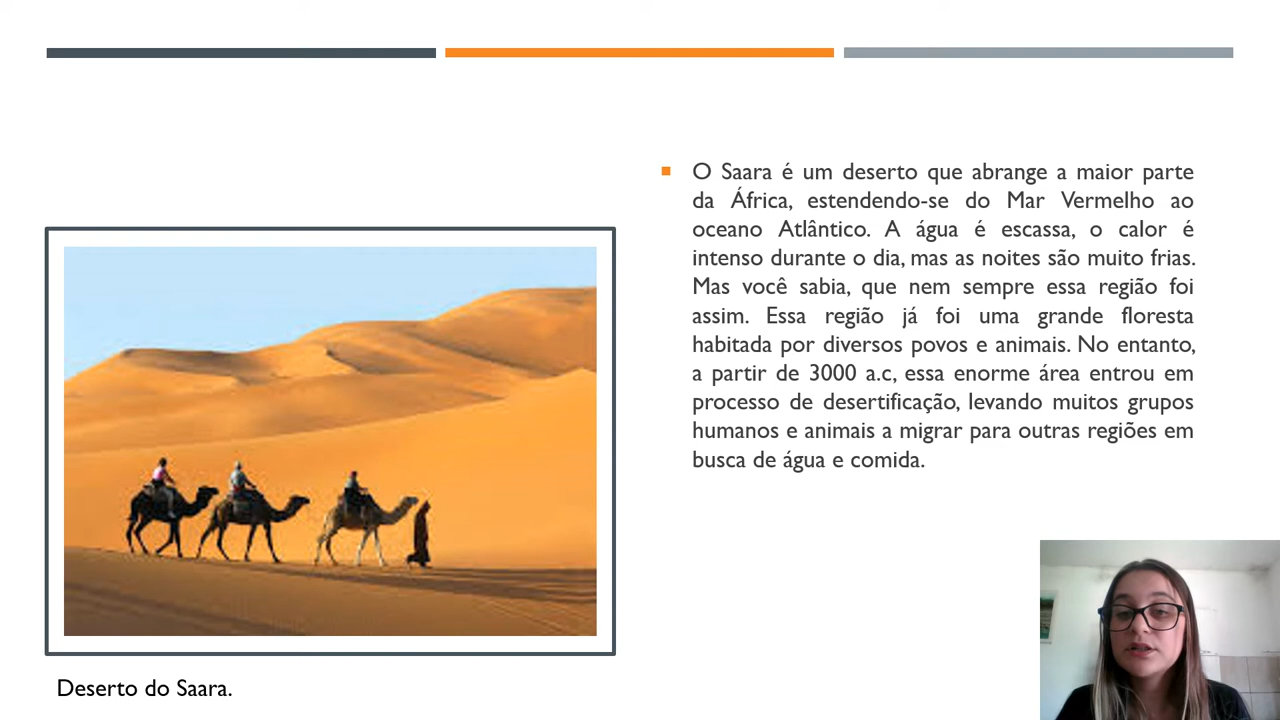 O Saara é um deserto que abrange a maior parte
da África, estendendo-se do Mar Vermelho ao
oceano Atlântico. A água é escassa, o calor é
intenso durante o dia, mas as noites são muito frias.
Mas você sabia, que nem sempre essa região foi
assim. Essa região já foi uma grande floresta
habitada por diversos povos e animais. No entanto,
a partir de 3000 a.c, essa enorme área entrou em
processo de desertificação, levando muitos grupos
humanos e animais a migrar para outras regiões em
busca de água e comida.
Deserto do Saara.